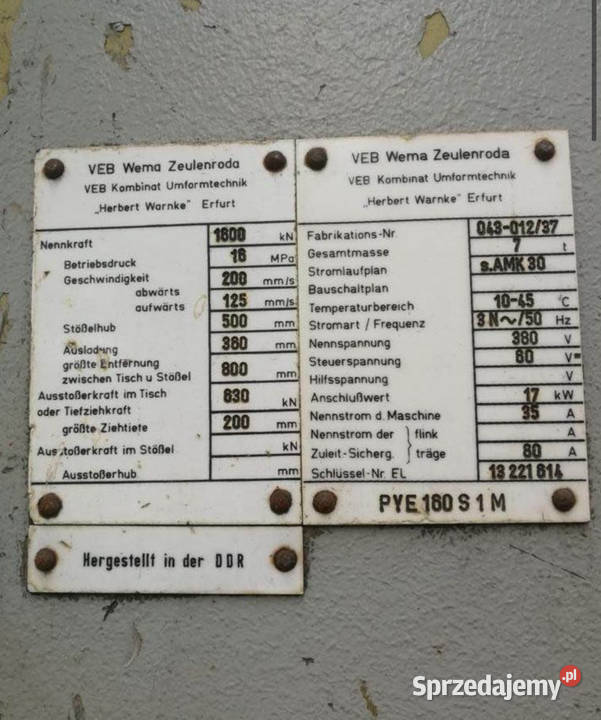 VEB Wema Zeulenroda
VEB Kombinat Umformtechnik
„Herbert Warnke" Erfurt
Nennkraft 1600 kN
Betriebsdruck 16 MPa
Geschwindigkeit
abwärts 200 mm/s
aufwärts 125 mm/s
Stößelhub 500 mm
Ausladung 360 mm
größte Entfernung
zwischen Tisch u Stößel 800 mm
Ausstoßerkraft im Tisch
oder Tiefziehkraft 630 kN
größte Ziehtiete 200 mm
Ausstoßerkraft im Stößel kN
Ausstoßerhub mm
VEB Wema Zeulenroda
VEB Kombinat Umformtechnik
„Herbert Warnke" Erfurt
Fabrikations-Nr. 043-012/37
Gesamtmasse 7 t
Stromlaufplan s.AMK 30
Bauschaltplan
Temperaturbereich 10-45 °C
Stromart / Frequenz 3 N~/50 Hz
Nennspannung 380 V
Steuerspannung 60 V=
Hilfsspannung V
Anschlußwert 17 kW
Nennstrom d. Maschine 35 A
Nennstrom der } flink A
Zuleit-Sicherg. } träge 80 A
Schlüssel-Nr. EL 13 221 614
PYE 160 S 1 M
Hergestellt in der DDR
Sprzedajemy.pl